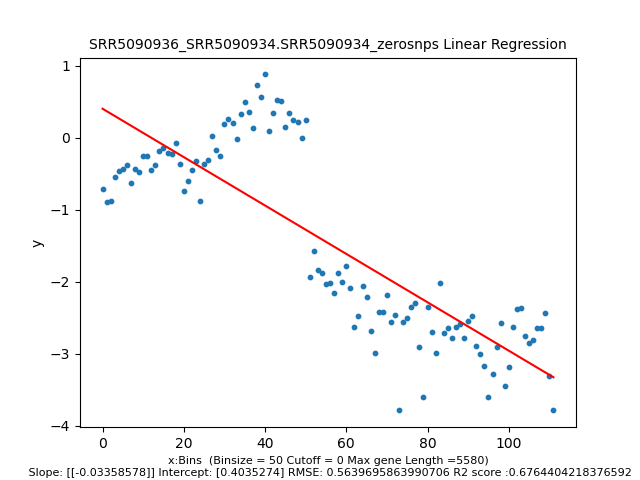 SRR5090936_SRR5090934.SRR5090934_zerosnps Linear Regression
1
0
−1
−2
−3
−4
y
0 20 40 60 80 100
x:Bins (Binsize = 50 Cutoff = 0 Max gene Length =5580)
Slope: [[-0.03358578]] Intercept: [0.4035274] RMSE: 0.5639695863990706 R2 score :0.6764404218376592